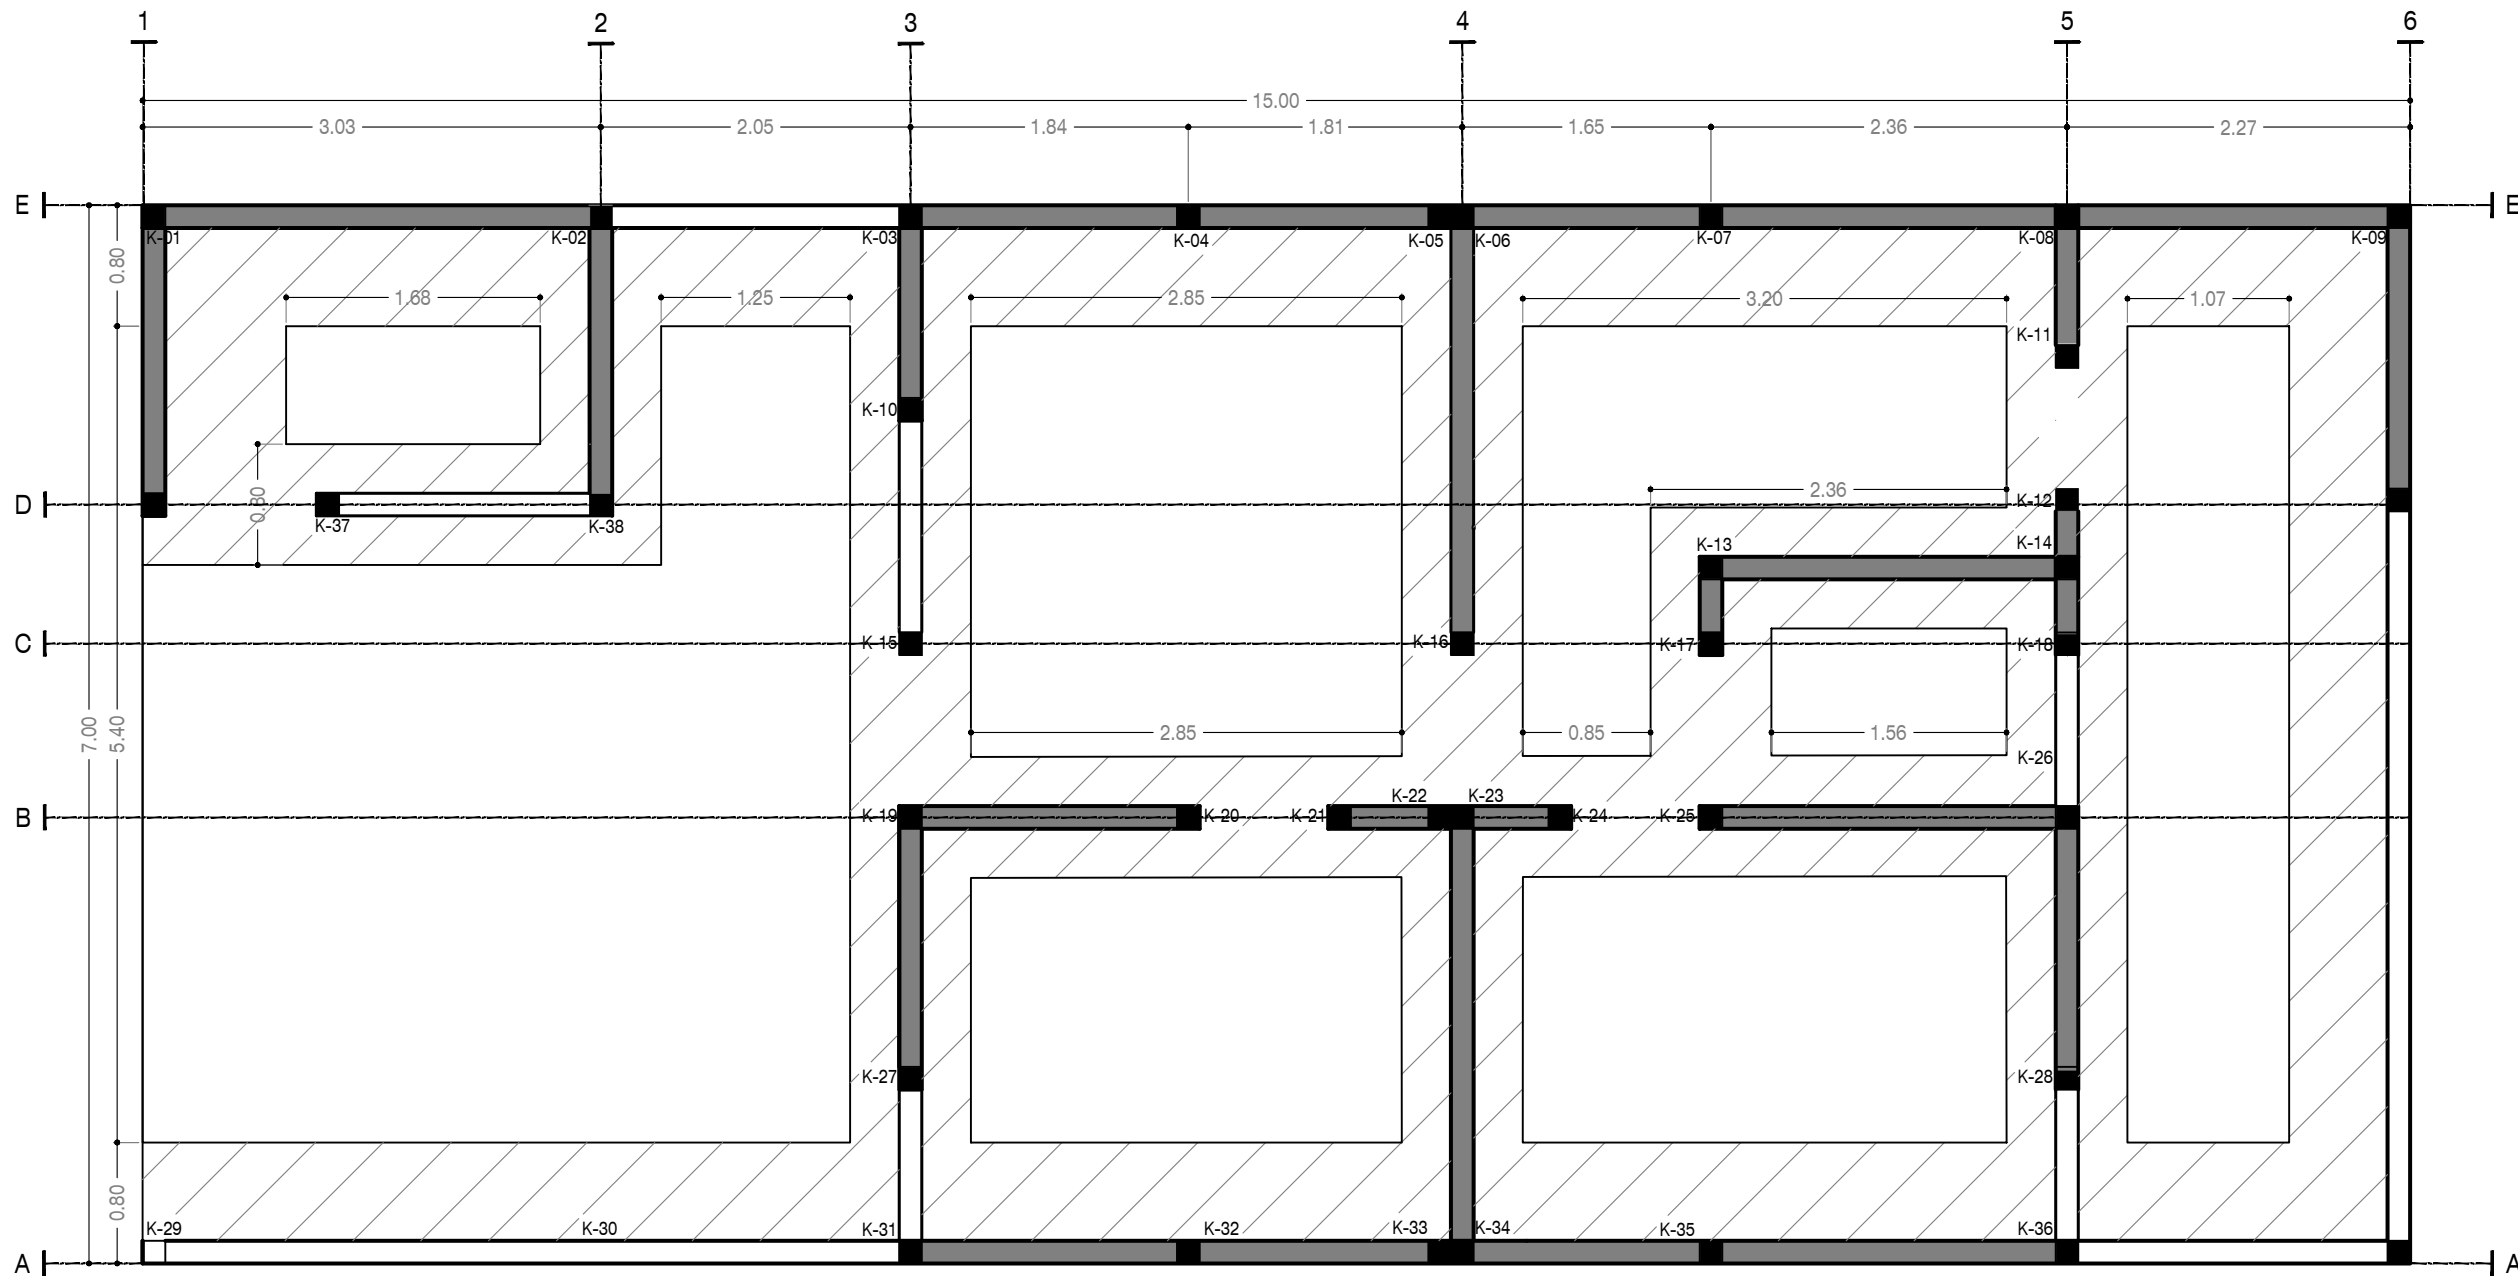 1 2 3 4 5 6
15.00
3.03 2.05 1.84 1.81 1.65 2.36 2.27
E E
K-01 K-02 K-03 K-04 K-05 K-06 K-07 K-08 K-09
0.80
1.68 1.25 2.85 3.20 1.07
K-11
K-10
2.36
D 0.80 K-12
K-37 K-38
K-13 K-14
C K-15 K-16 K-17 K-18
7.00 5.40 2.85 0.85 1.56
K-26
K-22 K-23
B K-19 K-20 K-21 K-24 K-25
K-27 K-28
0.80
K-29 K-30 K-31 K-32 K-33 K-34 K-35 K-36
A A